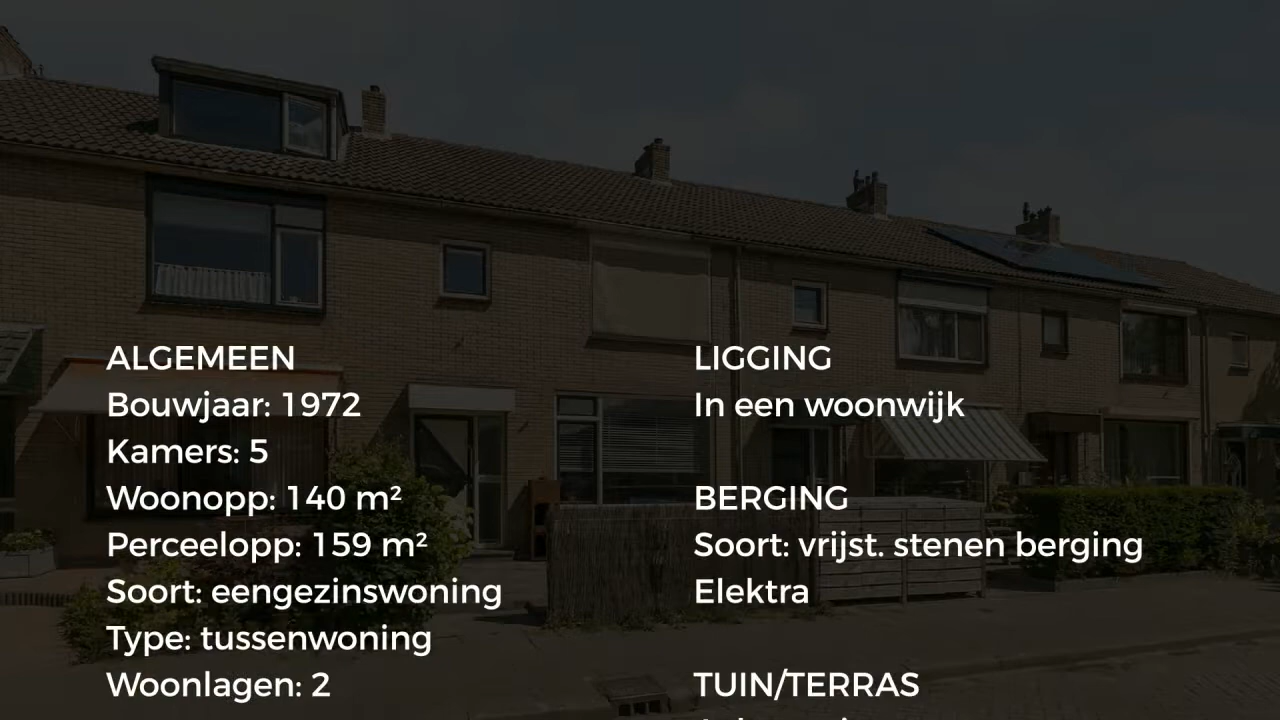 ALGEMEEN
Bouwjaar: 1972
Kamers: 5
Woonopp: 140 m²
Perceelopp: 159 m²
Soort: eengezinswoning
Type: tussenwoning
Woonlagen: 2
LIGGING
In een woonwijk
BERGING
Soort: vrijst. stenen berging
Elektra
TUIN/TERRAS